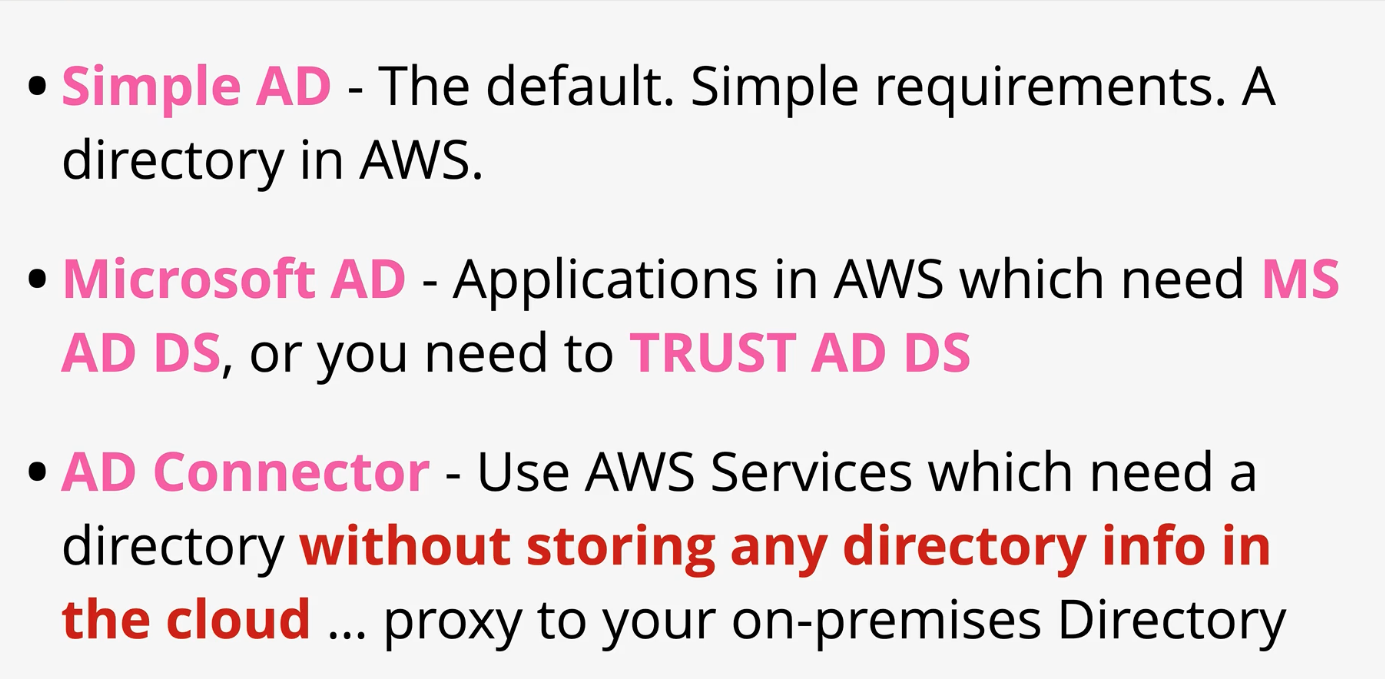 • Simple AD - The default. Simple requirements. A
directory in AWS.
• Microsoft AD - Applications in AWS which need MS
AD DS, or you need to TRUST AD DS
• AD Connector - Use AWS Services which need a
directory without storing any directory info in
the cloud ... proxy to your on-premises Directory